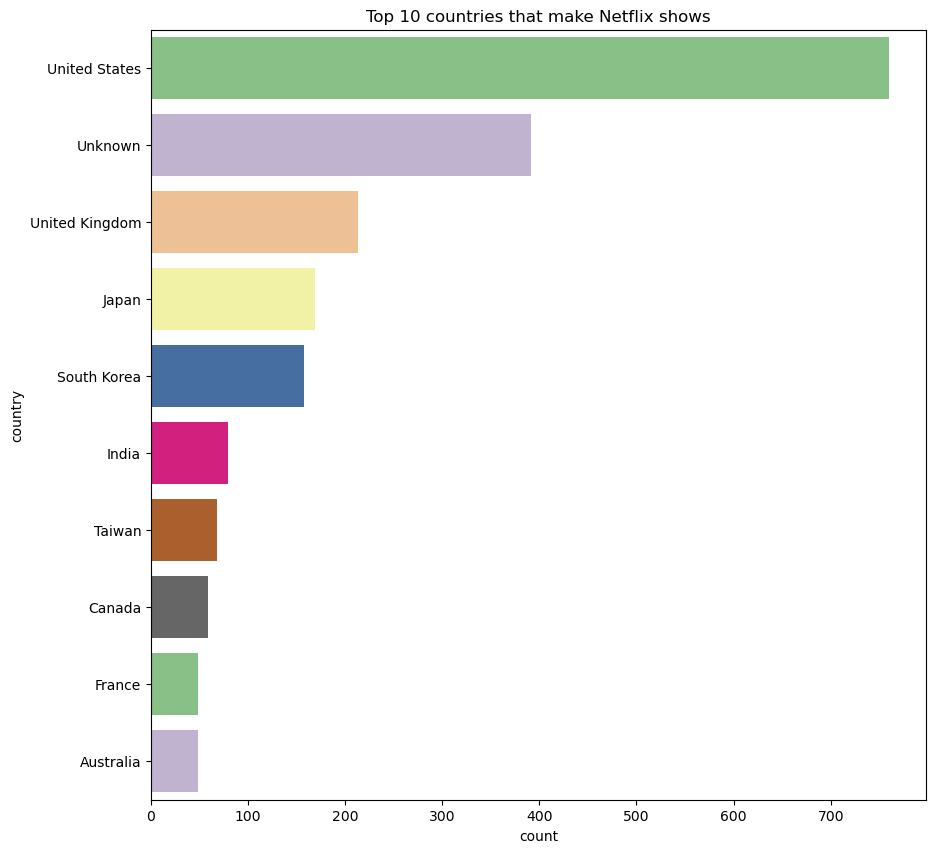 Top 10 countries that make Netflix shows
country
United States
Unknown
United Kingdom
Japan
South Korea
India
Taiwan
Canada
France
Australia
0 100 200 300 400 500 600 700
count